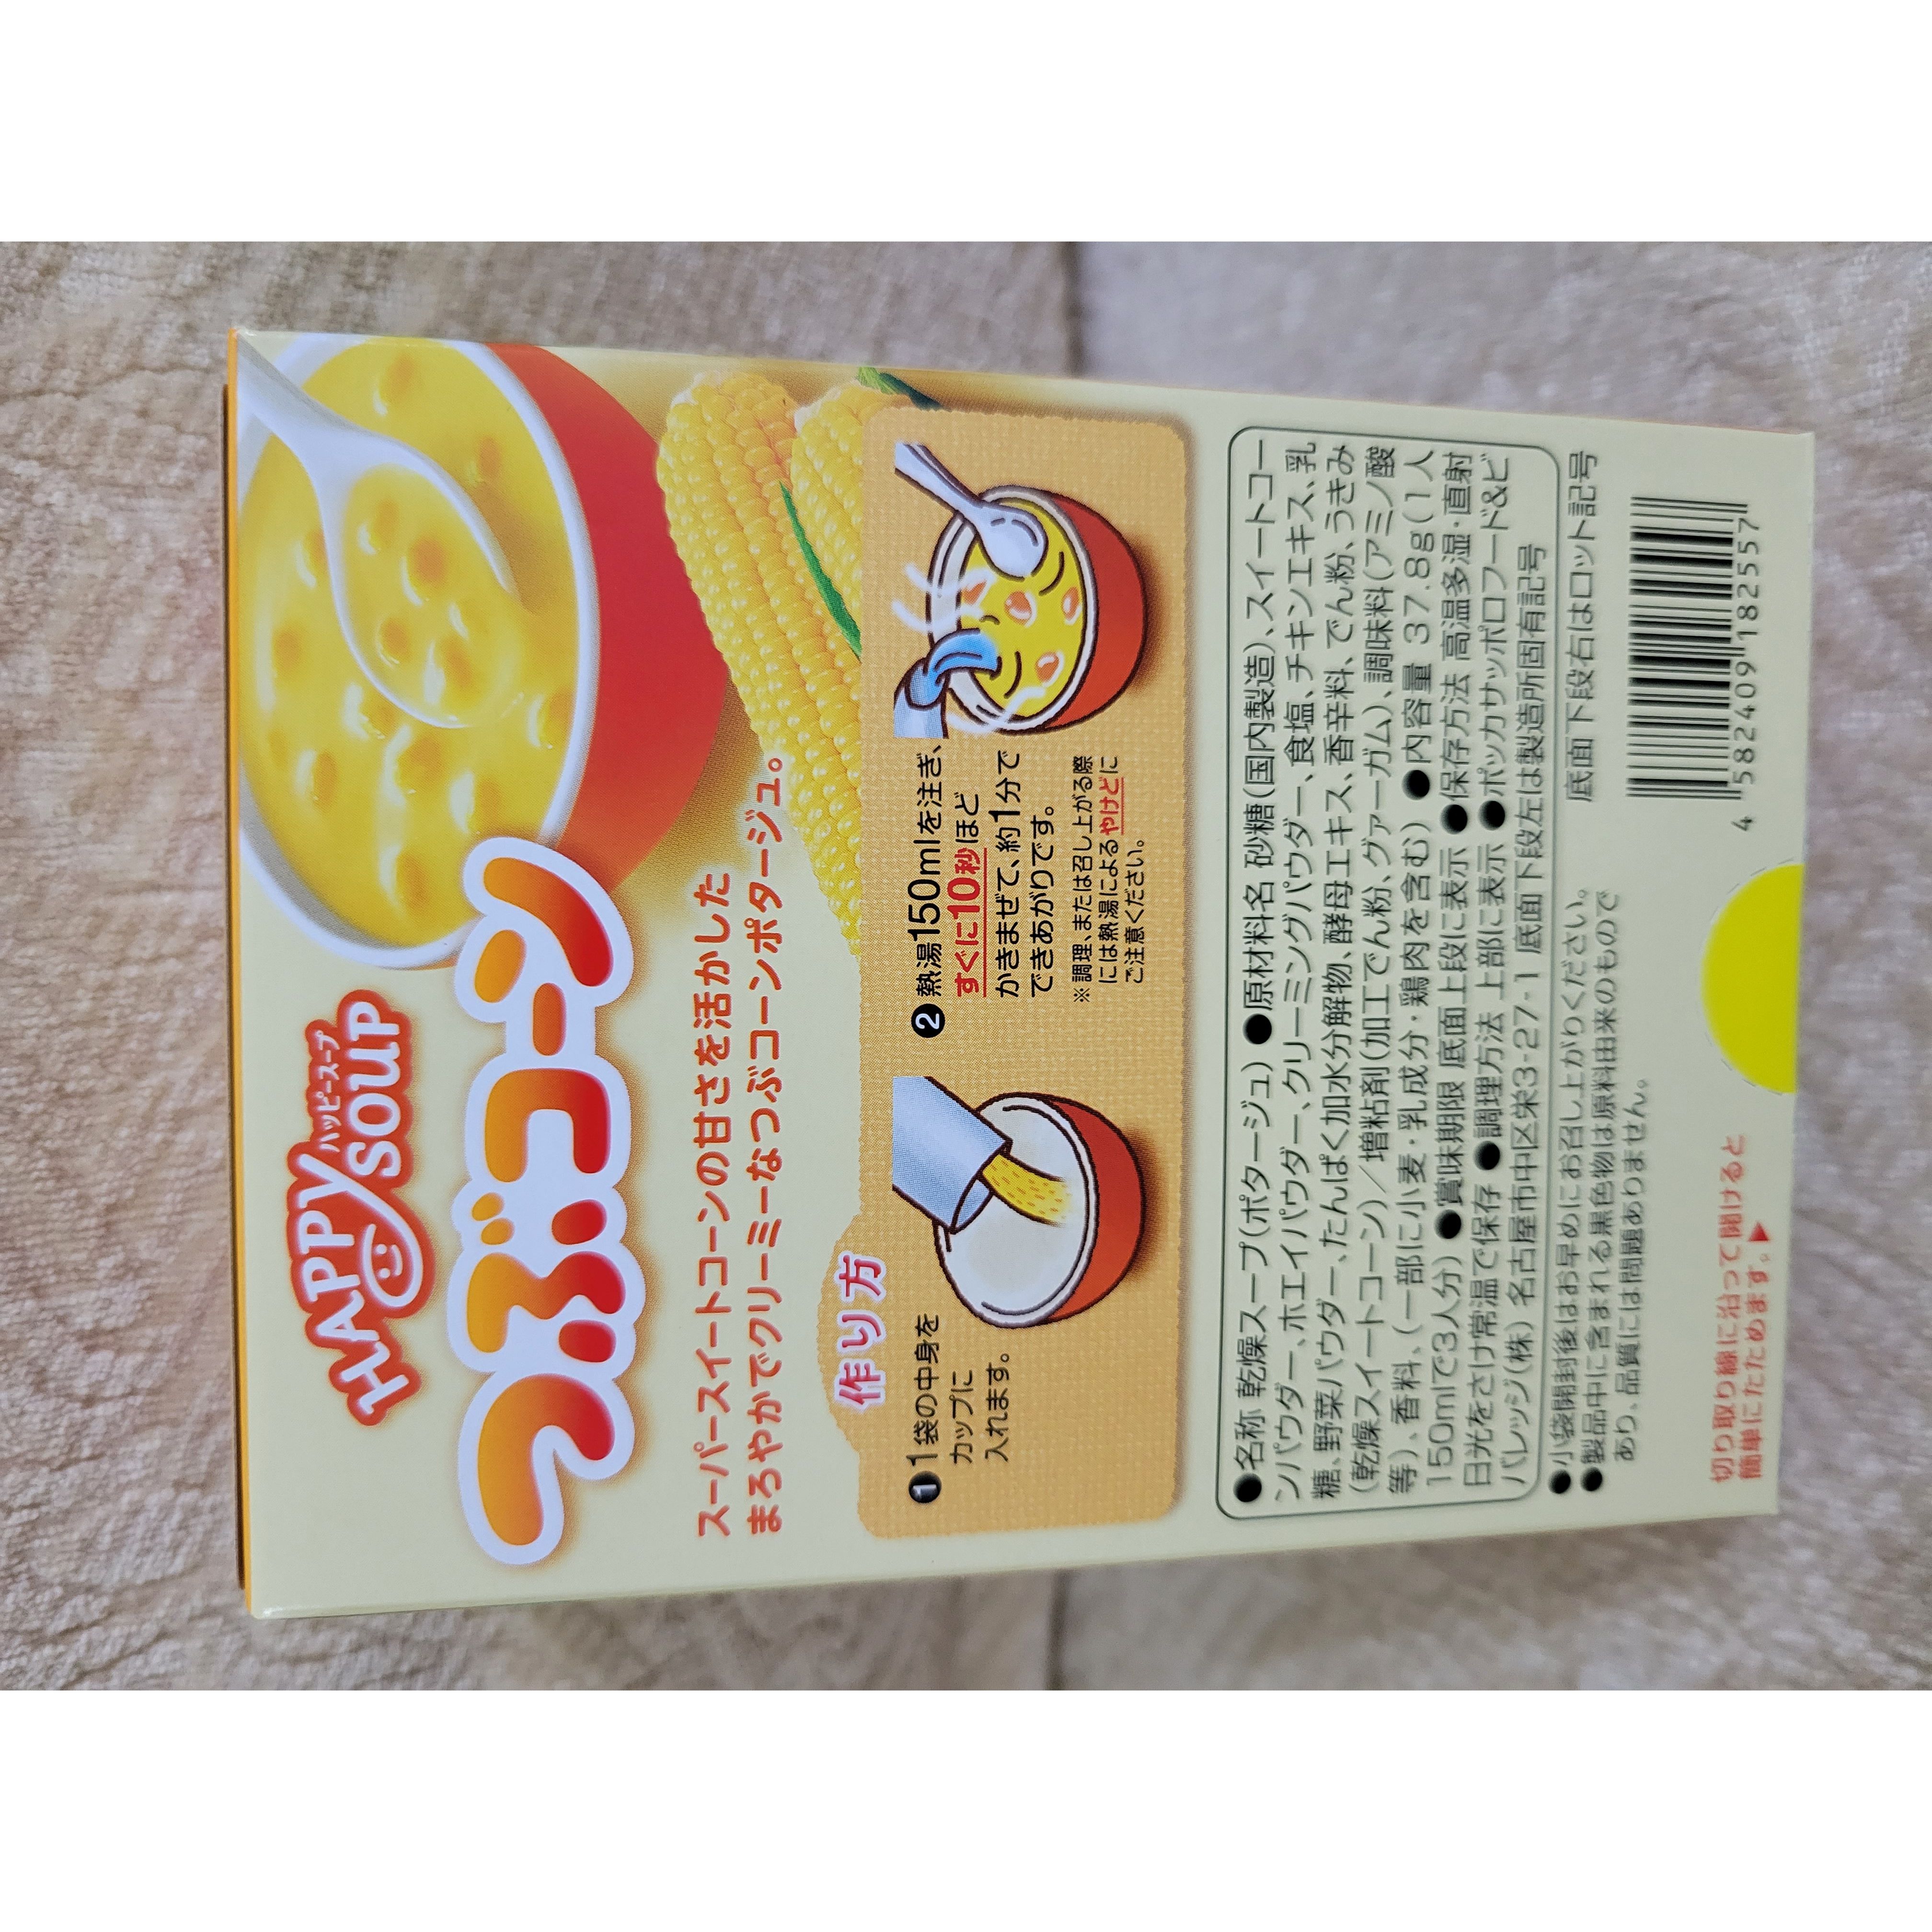 HAPPY
ハッピースープ
SOUP
つぶコーン
スーパースイートコーンの甘さを活かした
まろやかでクリーミーなつぶコーンポタージュ。
作り方
❶1袋の中身を
カップに
入れます。
❷熱湯150mlを注ぎ、
すぐに10秒ほど
かきまぜて、約1分で
できあがりです。
※調理、または召し上がる際
には熱湯によるやけどに
ご注意ください。
●名称 乾燥スープ(ポタージュ) ●原材料名 砂糖(国内製造)、スイートコー
ンパウダー、ホエイパウダー、クリーミングパウダー、食塩、チキンエキス、乳
糖、野菜パウダー、たんぱく加水分解物、酵母エキス、香辛料、でん粉、うきみ
(乾燥スイートコーン)／増粘剤(加工でん粉、グァーガム)、調味料(アミノ酸
等)、香料、(一部に小麦・乳成分・鶏肉を含む) ●内容量 37.8g(1人
150mlで3人分) ●賞味期限 底面上段に表示 ●保存方法 高温多湿・直射
日光をさけ常温で保存 ●調理方法 上部に表示 ●ポッカサッポロフード&ビ
バレッジ(株) 名古屋市中区栄3-27-1 底面下段左は製造所固有記号
底面下段右はロット記号
●小袋開封後はお早めにお召し上がりください。
●製品中に含まれる黒色物は原料由来のもので
あり、品質には問題ありません。
4 582409 182557
切り取り線に沿って開けると
簡単にたためます。▶